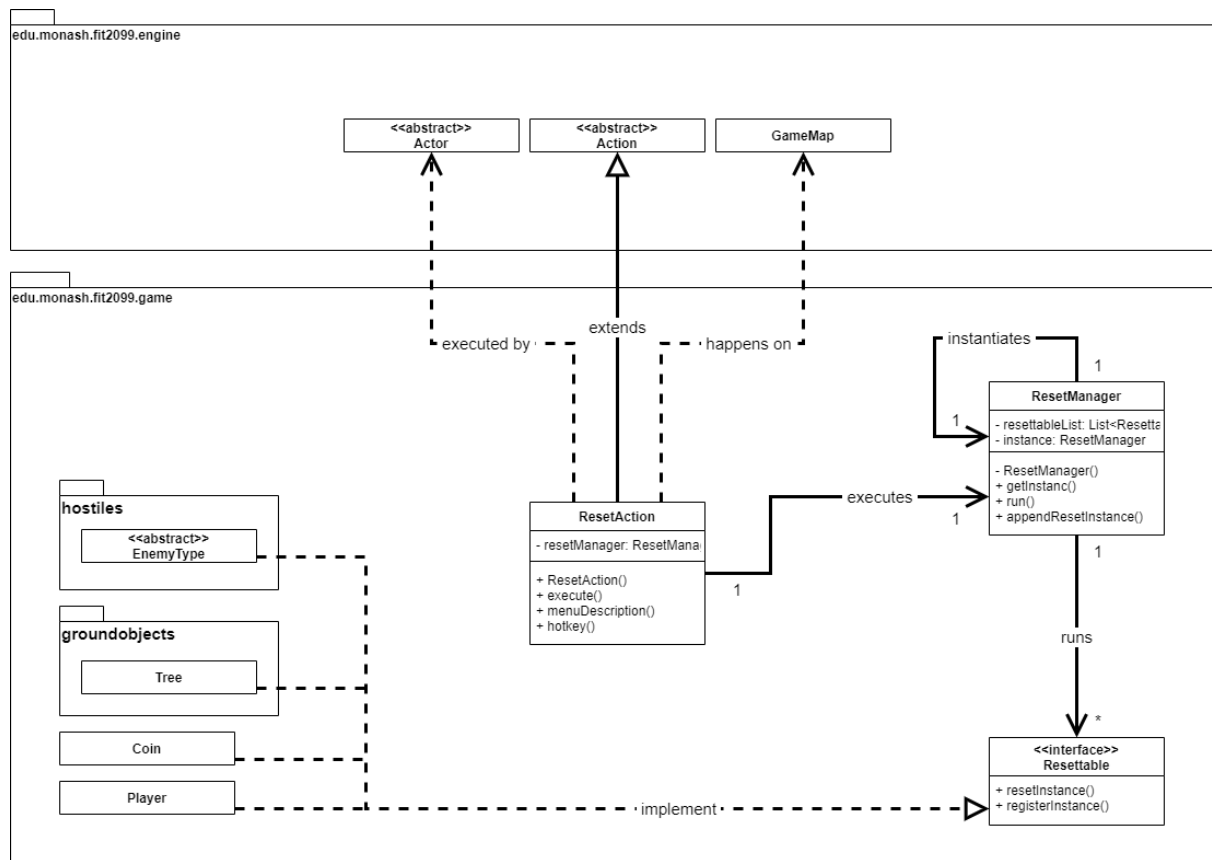 edu.monash.fit2099.engine
<<abstract>>
Actor
<<abstract>>
Action
GameMap
edu.monash.fit2099.game
executed by
extends
happens on
instantiates
1
1
ResetManager
- resettableList: List<Resetta
- instance: ResetManager
- ResetManager()
+ getInstanc()
+ run()
+ appendResetInstance()
executes
1
1
1
hostiles
<<abstract>>
EnemyType
ResetAction
- resetManager: ResetMana
+ ResetAction()
+ execute()
+ menuDescription()
+ hotkey()
groundobjects
Tree
runs
*
Coin
Player
implement
<<interface>>
Resettable
+ resetInstance()
+ registerInstance()